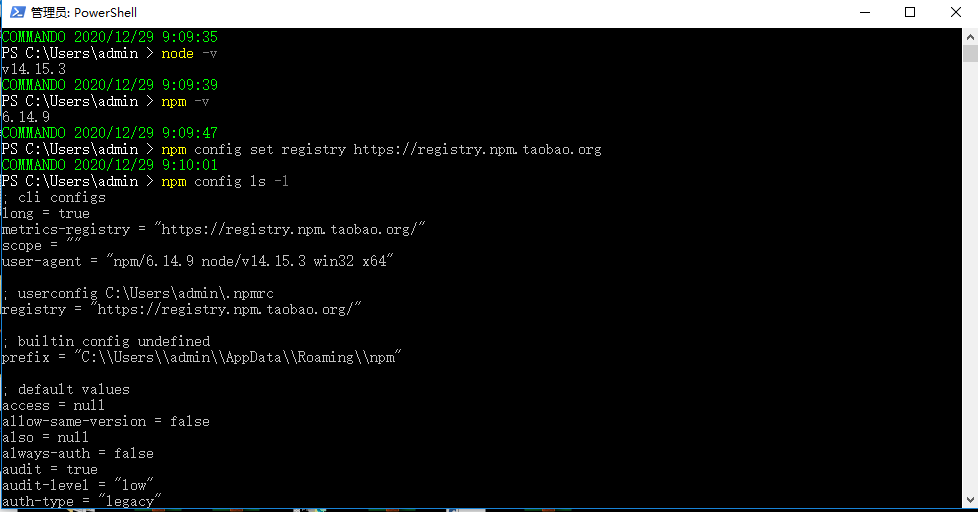 管理员: PowerShell
COMMANDO 2020/12/29 9:09:35
PS C:\Users\admin > node -v
v14.15.3
COMMANDO 2020/12/29 9:09:39
PS C:\Users\admin > npm -v
6.14.9
COMMANDO 2020/12/29 9:09:47
PS C:\Users\admin > npm config set registry https://registry.npm.taobao.org
COMMANDO 2020/12/29 9:10:01
PS C:\Users\admin > npm config ls -l
; cli configs
long = true
metrics-registry = "https://registry.npm.taobao.org/"
scope = ""
user-agent = "npm/6.14.9 node/v14.15.3 win32 x64"
; userconfig C:\Users\admin\.npmrc
registry = "https://registry.npm.taobao.org/"
; builtin config undefined
prefix = "C:\\Users\\admin\\AppData\\Roaming\\npm"
; default values
access = null
allow-same-version = false
also = null
always-auth = false
audit = true
audit-level = "low"
auth-type = "legacy"